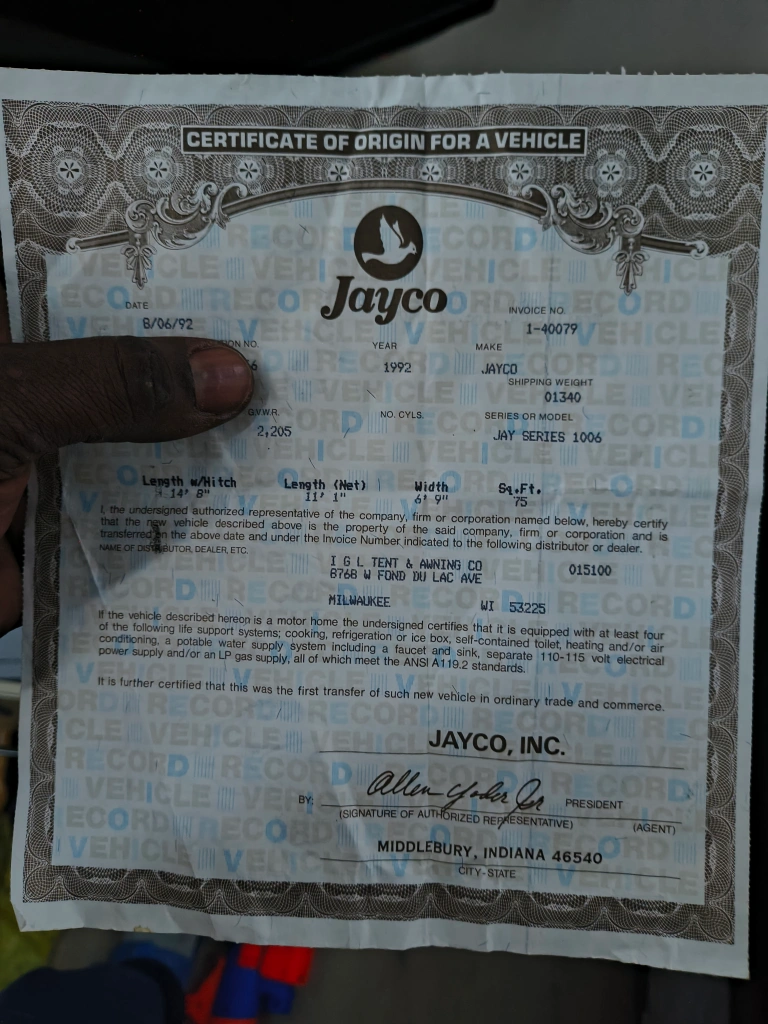 CERTIFICATE OF ORIGIN FOR A VEHICLE
Jayco
DATE
8/06/92
INVOICE NO.
1-40079
ON NO.
6
YEAR
1992
MAKE
JAYCO
SHIPPING WEIGHT
01340
G.V.W.R.
2,205
NO. CYLS.
SERIES OR MODEL
JAY SERIES 1006
Length w/Hitch Length (Net) Width Sq.Ft.
14' 8" 11' 1" 6' 9" 75
I, the undersigned authorized representative of the company, firm or corporation named below, hereby certify
that the new vehicle described above is the property of the said company, firm or corporation and is
transferred on the above date and under the Invoice Number indicated to the following distributor or dealer.
NAME OF DISTRIBUTOR, DEALER, ETC.
I G L TENT & AWNING CO 015100
8768 W FOND DU LAC AVE
MILWAUKEE WI 53225
If the vehicle described hereon is a motor home the undersigned certifies that it is equipped with at least four
of the following life support systems; cooking, refrigeration or ice box, self-contained toilet, heating and/or air
conditioning, a potable water supply system including a faucet and sink, separate 110-115 volt electrical
power supply and/or an LP gas supply, all of which meet the ANSI A119.2 standards.
It is further certified that this was the first transfer of such new vehicle in ordinary trade and commerce.
JAYCO, INC.
BY: Allen Yoder Jr PRESIDENT
(SIGNATURE OF AUTHORIZED REPRESENTATIVE) (AGENT)
MIDDLEBURY, INDIANA 46540
CITY-STATE